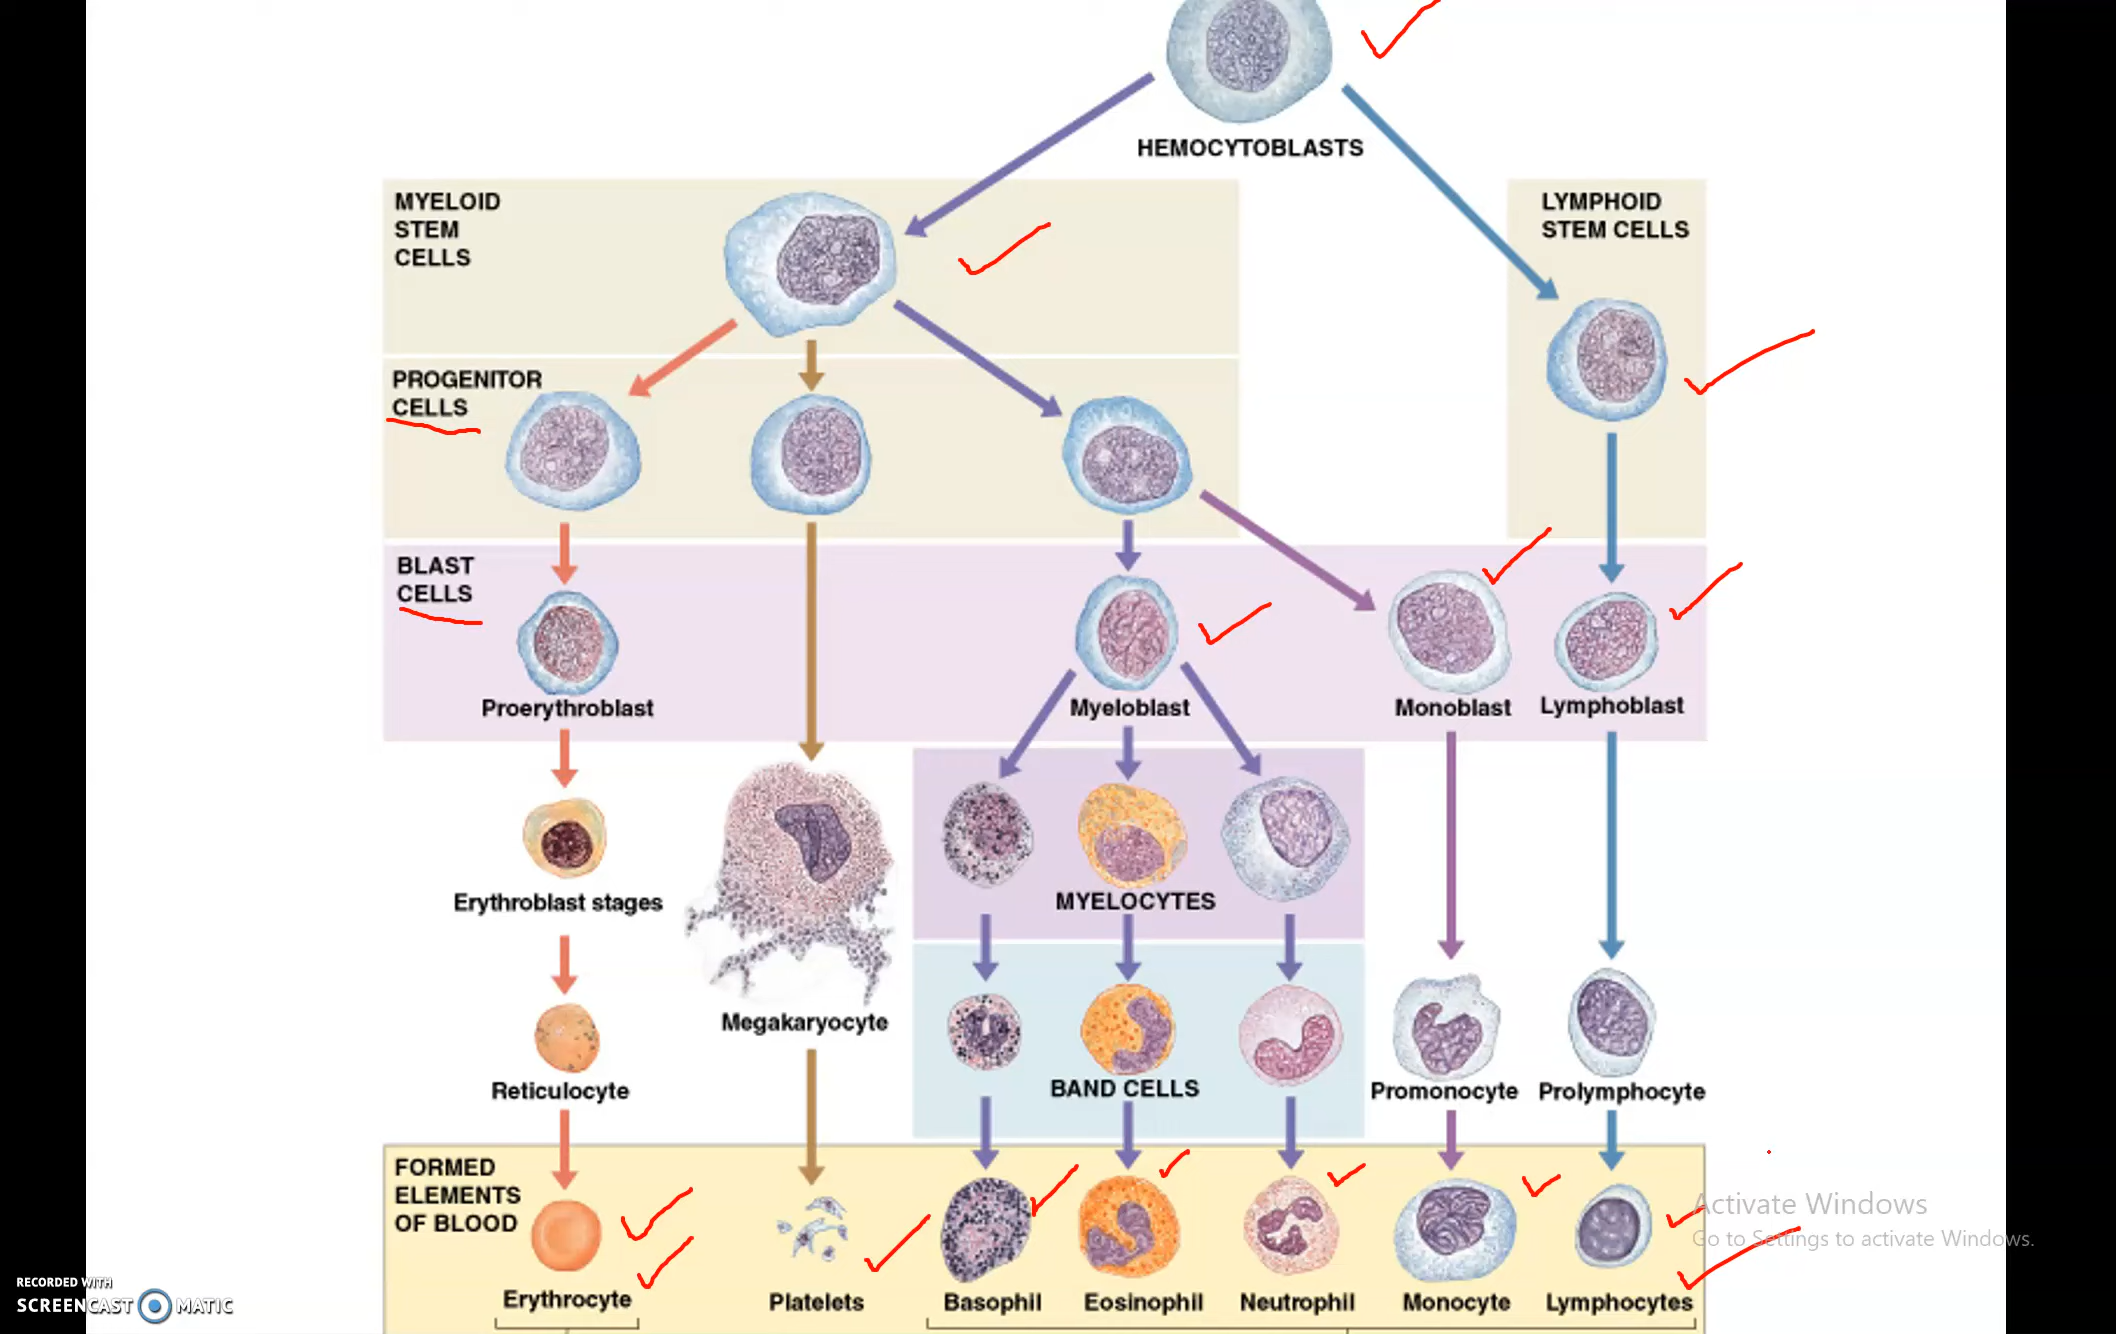 HEMOCYTOBLASTS
MYELOID
STEM
CELLS
LYMPHOID
STEM CELLS
PROGENITOR
CELLS
BLAST
CELLS
Proerythroblast
Myeloblast
Monoblast
Lymphoblast
Erythroblast stages
MYELOCYTES
Megakaryocyte
Reticulocyte
BAND CELLS
Promonocyte
Prolymphocyte
FORMED
ELEMENTS
OF BLOOD
Erythrocyte
Platelets
Basophil
Eosinophil
Neutrophil
Monocyte
Lymphocytes
Activate Windows
Go to Settings to activate Windows.
RECORDED WITH
SCREENCAST MATIC